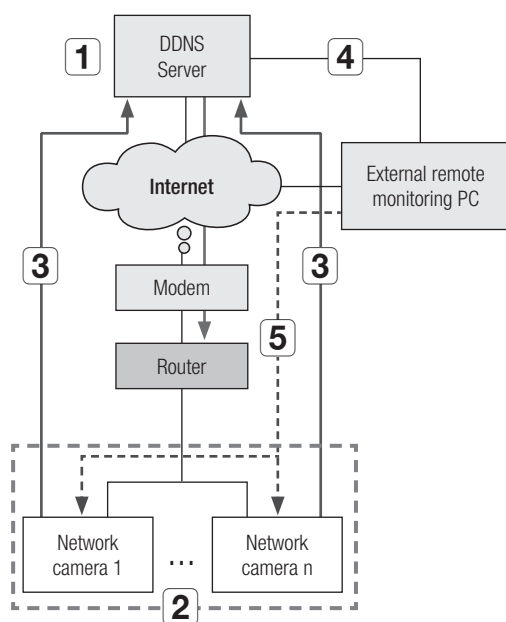 1
DDNS
Server
4
Internet
External remote
monitoring PC
3
3
Modem
5
Router
Network
camera 1
...
Network
camera n
2